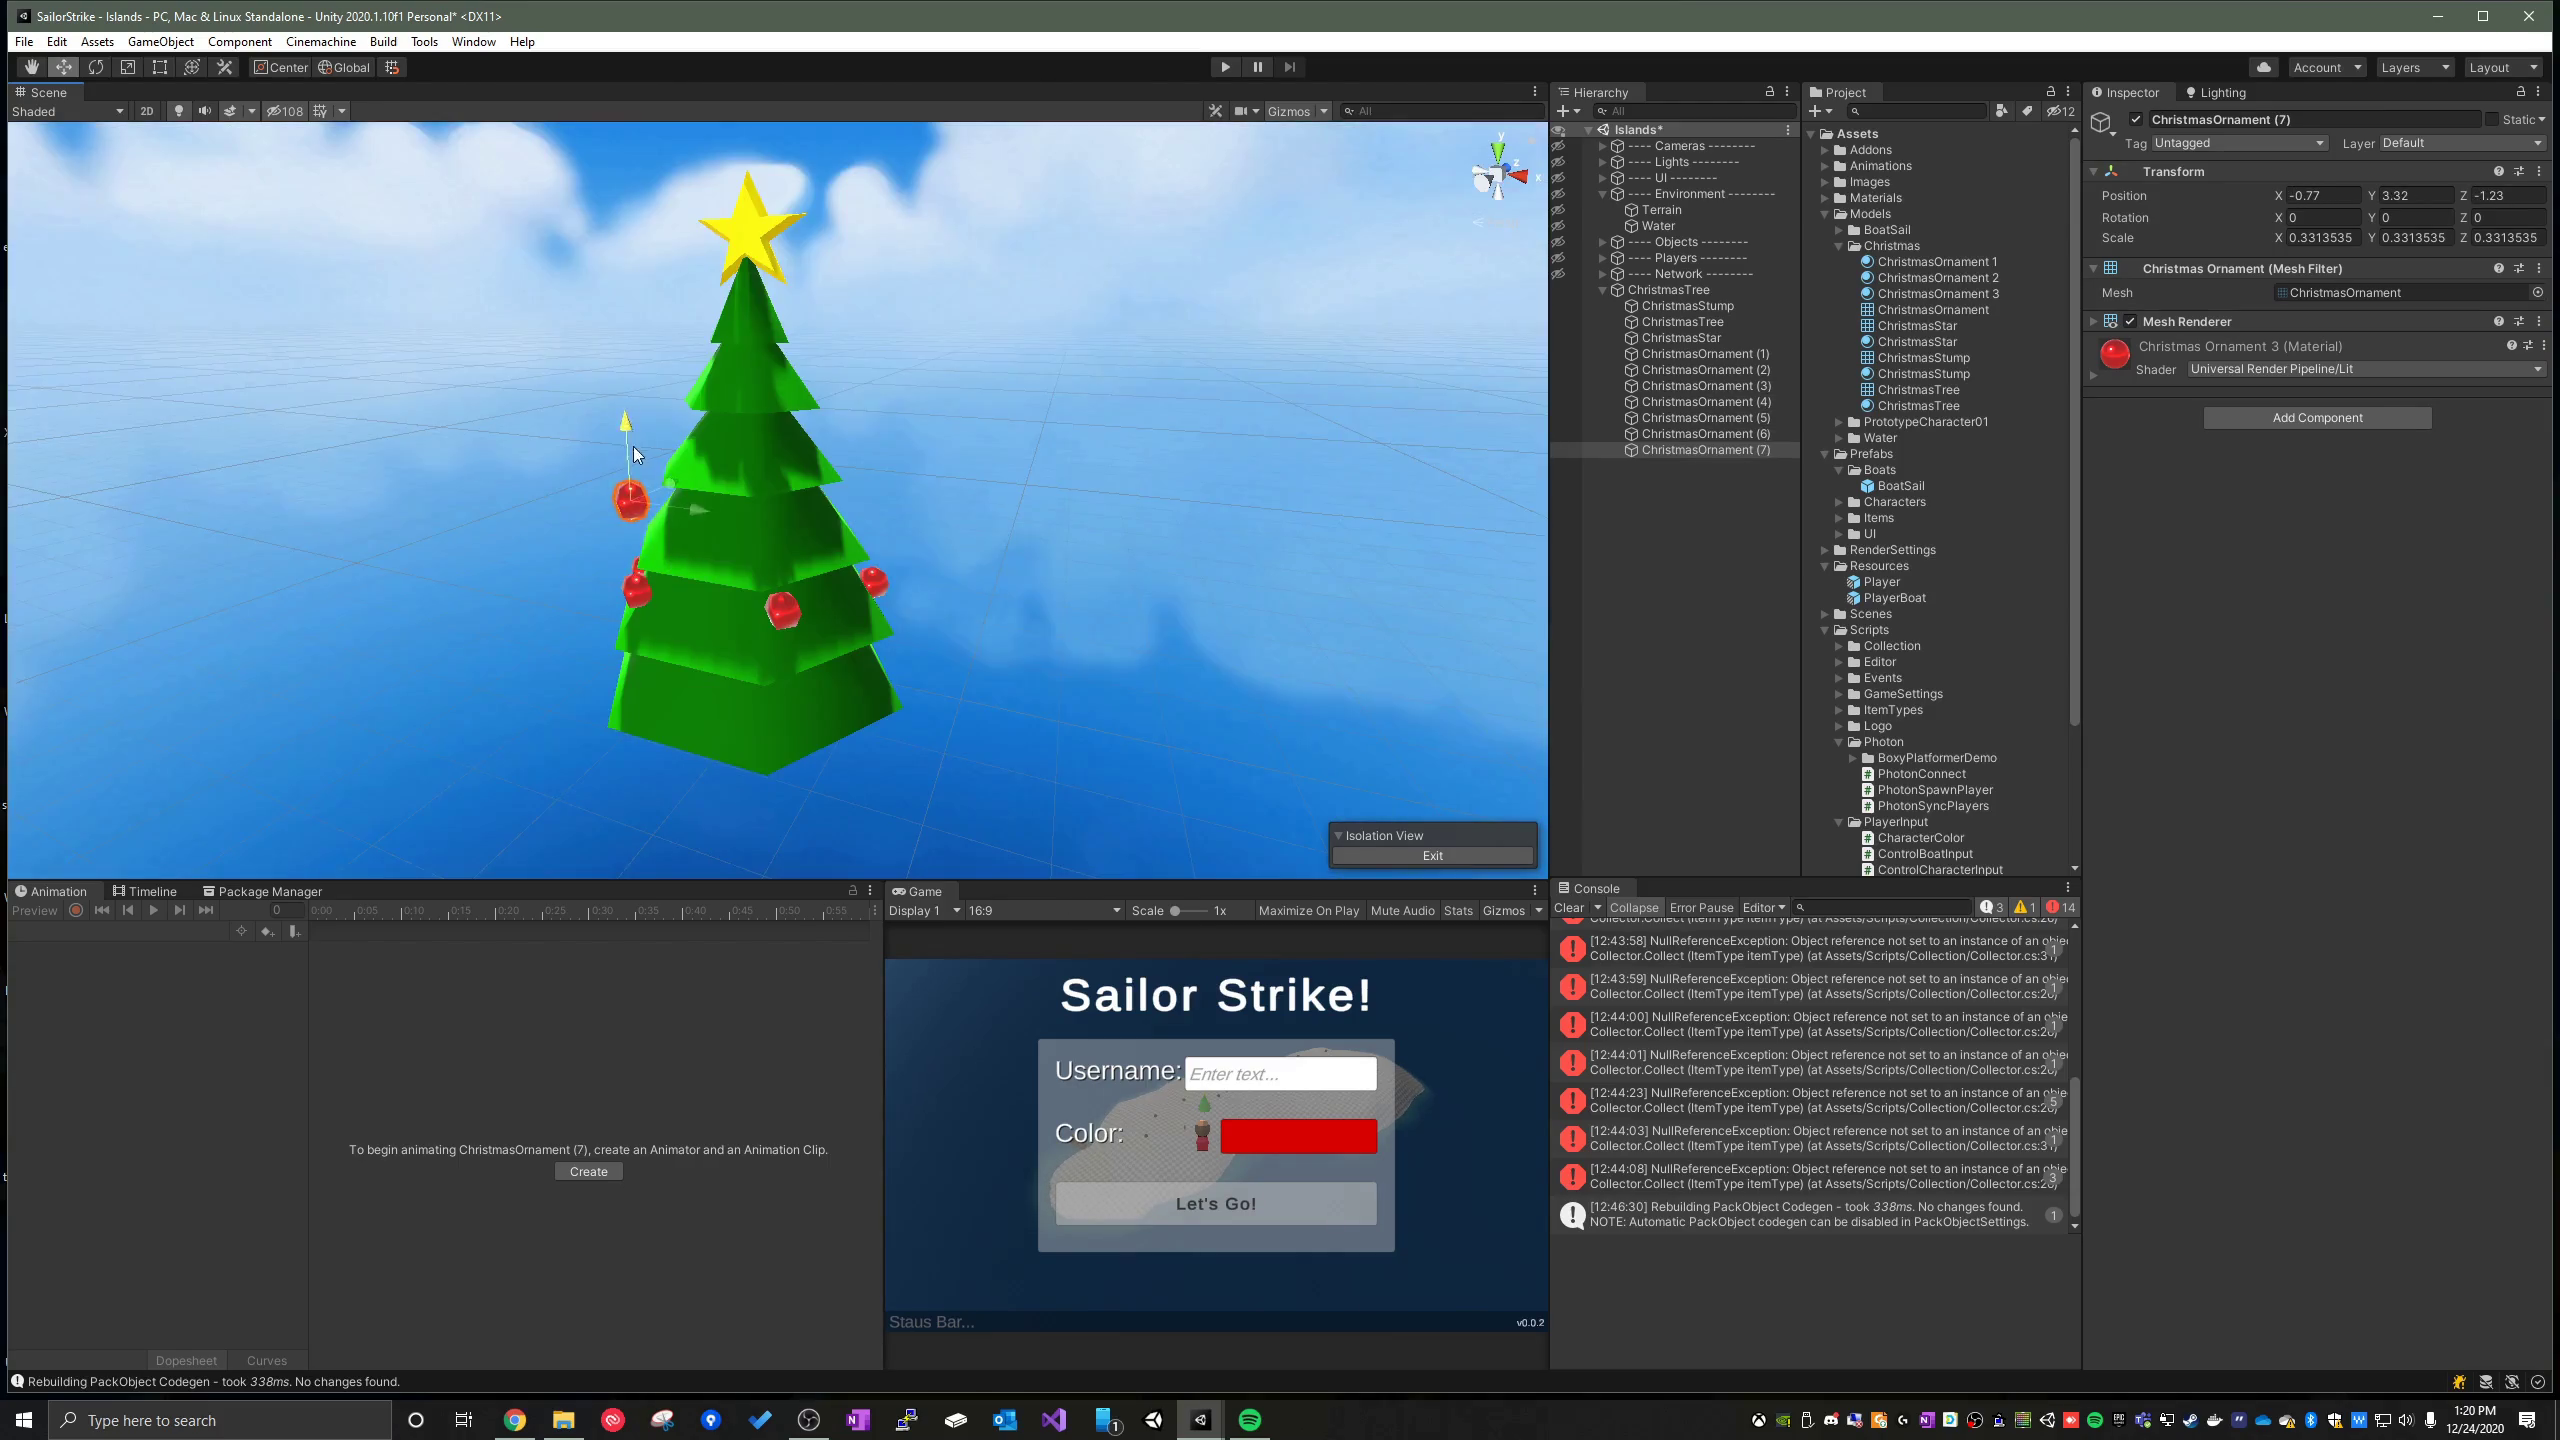 SailorStrike - Islands - PC, Mac & Linux Standalone - Unity 2020.1.10f1 Personal* <DX11>
File Edit Assets GameObject Component Cinemachine Build Tools Window Help
Center Global
Account Layers Layout
Scene
Shaded 2D 108 Gizmos All
y
z
x
Isolation View
Exit
Hierarchy
All
Islands*
---- Cameras --------
---- Lights --------
---- UI --------
---- Environment --------
Terrain
Water
---- Objects --------
---- Players --------
---- Network --------
ChristmasTree
ChristmasStump
ChristmasTree
ChristmasStar
ChristmasOrnament (1)
ChristmasOrnament (2)
ChristmasOrnament (3)
ChristmasOrnament (4)
ChristmasOrnament (5)
ChristmasOrnament (6)
ChristmasOrnament (7)
Project
12
Assets
Addons
Animations
Images
Materials
Models
BoatSail
Christmas
ChristmasOrnament 1
ChristmasOrnament 2
ChristmasOrnament 3
ChristmasOrnament
ChristmasStar
ChristmasStar
ChristmasStump
ChristmasStump
ChristmasTree
ChristmasTree
PrototypeCharacter01
Water
Prefabs
Boats
BoatSail
Characters
Items
UI
RenderSettings
Resources
Player
PlayerBoat
Scenes
Scripts
Collection
Editor
Events
GameSettings
ItemTypes
Logo
Photon
BoxyPlatformerDemo
PhotonConnect
PhotonSpawnPlayer
PhotonSyncPlayers
PlayerInput
CharacterColor
ControlBoatInput
ControlCharacterInput
Inspector Lighting
ChristmasOrnament (7) Static
Tag Untagged Layer Default
Transform
Position X -0.77 Y 3.32 Z -1.23
Rotation X 0 Y 0 Z 0
Scale X 0.3313535 Y 0.3313535 Z 0.3313535
Christmas Ornament (Mesh Filter)
Mesh ChristmasOrnament
Mesh Renderer
Christmas Ornament 3 (Material)
Shader Universal Render Pipeline/Lit
Add Component
Animation Timeline Package Manager
Preview 0 0:00 0:05 0:10 0:15 0:20 0:25 0:30 0:35 0:40 0:45 0:50 0:55
To begin animating ChristmasOrnament (7), create an Animator and an Animation Clip.
Create
Dopesheet Curves
Game
Display 1 16:9 Scale 1x Maximize On Play Mute Audio Stats Gizmos
Sailor Strike!
Username: Enter text...
Color:
Let's Go!
Staus Bar... v0.0.2
Console
Clear Collapse Error Pause Editor 3 1 14
[12:43:58] NullReferenceException: Object reference not set to an instance of an obje
Collector.Collect (ItemType itemType) (at Assets/Scripts/Collection/Collector.cs:31) 1
[12:43:59] NullReferenceException: Object reference not set to an instance of an obje
Collector.Collect (ItemType itemType) (at Assets/Scripts/Collection/Collector.cs:26) 1
[12:44:00] NullReferenceException: Object reference not set to an instance of an obje
Collector.Collect (ItemType itemType) (at Assets/Scripts/Collection/Collector.cs:26) 1
[12:44:01] NullReferenceException: Object reference not set to an instance of an obje
Collector.Collect (ItemType itemType) (at Assets/Scripts/Collection/Collector.cs:26) 1
[12:44:23] NullReferenceException: Object reference not set to an instance of an obje
Collector.Collect (ItemType itemType) (at Assets/Scripts/Collection/Collector.cs:26) 5
[12:44:03] NullReferenceException: Object reference not set to an instance of an obje
Collector.Collect (ItemType itemType) (at Assets/Scripts/Collection/Collector.cs:31) 1
[12:44:08] NullReferenceException: Object reference not set to an instance of an obje
Collector.Collect (ItemType itemType) (at Assets/Scripts/Collection/Collector.cs:26) 3
[12:46:30] Rebuilding PackObject Codegen - took 338ms. No changes found.
NOTE: Automatic PackObject codegen can be disabled in PackObjectSettings. 1
Rebuilding PackObject Codegen - took 338ms. No changes found.
Type here to search
1:20 PM
12/24/2020